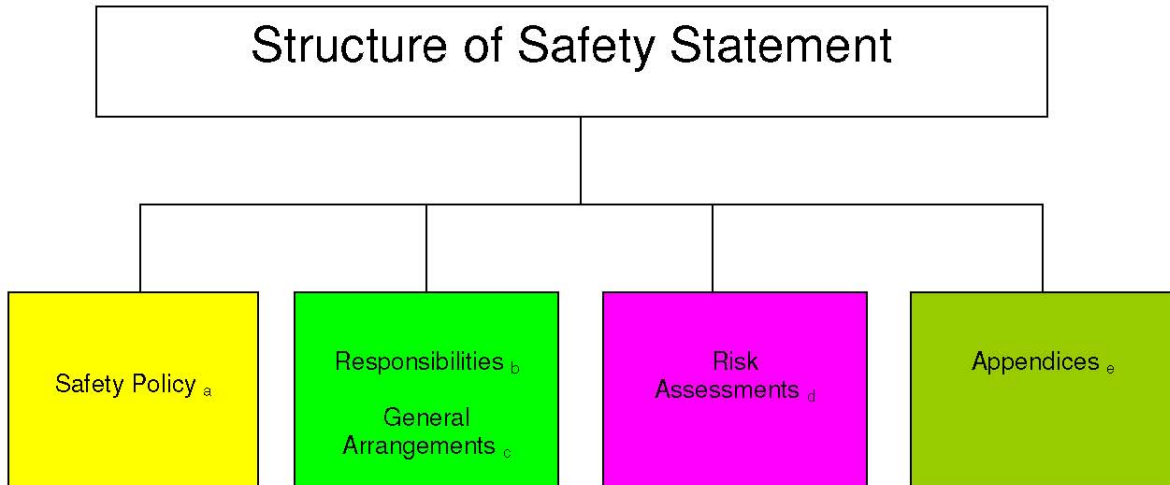 Structure of Safety Statement
Safety Policy a
Responsibilities b
General
Arrangements c
Risk
Assessments d
Appendices e